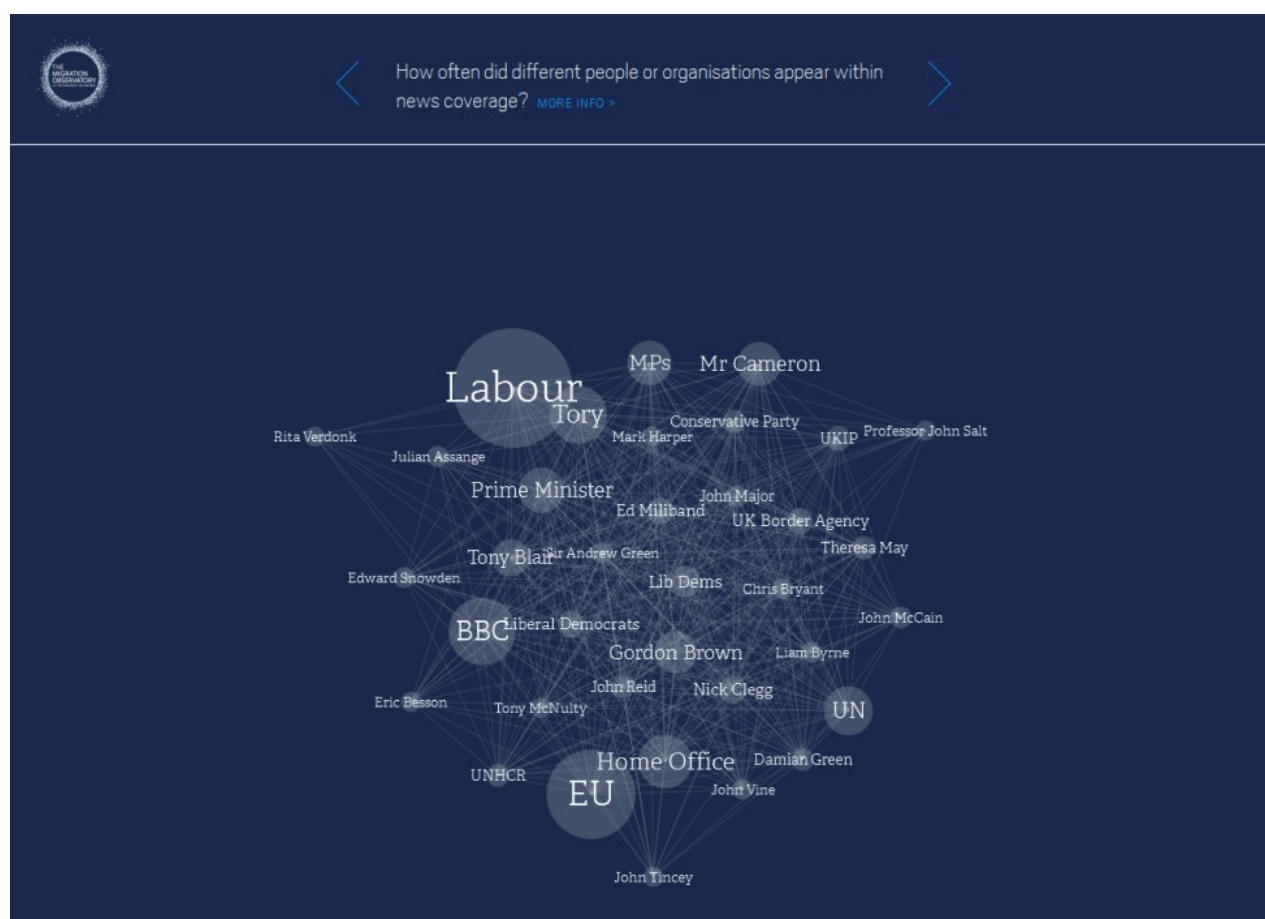 THE
MIGRATION
OBSERVATORY
How often did different people or organisations appear within
news coverage? MORE INFO >
MPs
Mr Cameron
Labour
Tory
Conservative Party
Professor John Salt
Rita Verdonk
Mark Harper
UKIP
Julian Assange
Prime Minister
John Major
Ed Miliband
UK Border Agency
Theresa May
Tony Blair
Sir Andrew Green
Edward Snowden
Lib Dems
Chris Bryant
John McCain
BBC
Liberal Democrats
Gordon Brown
Liam Byrne
John Reid
Nick Clegg
Eric Besson
Tony McNulty
UN
Home Office
Damian Green
UNHCR
EU
John Vine
John Tincey